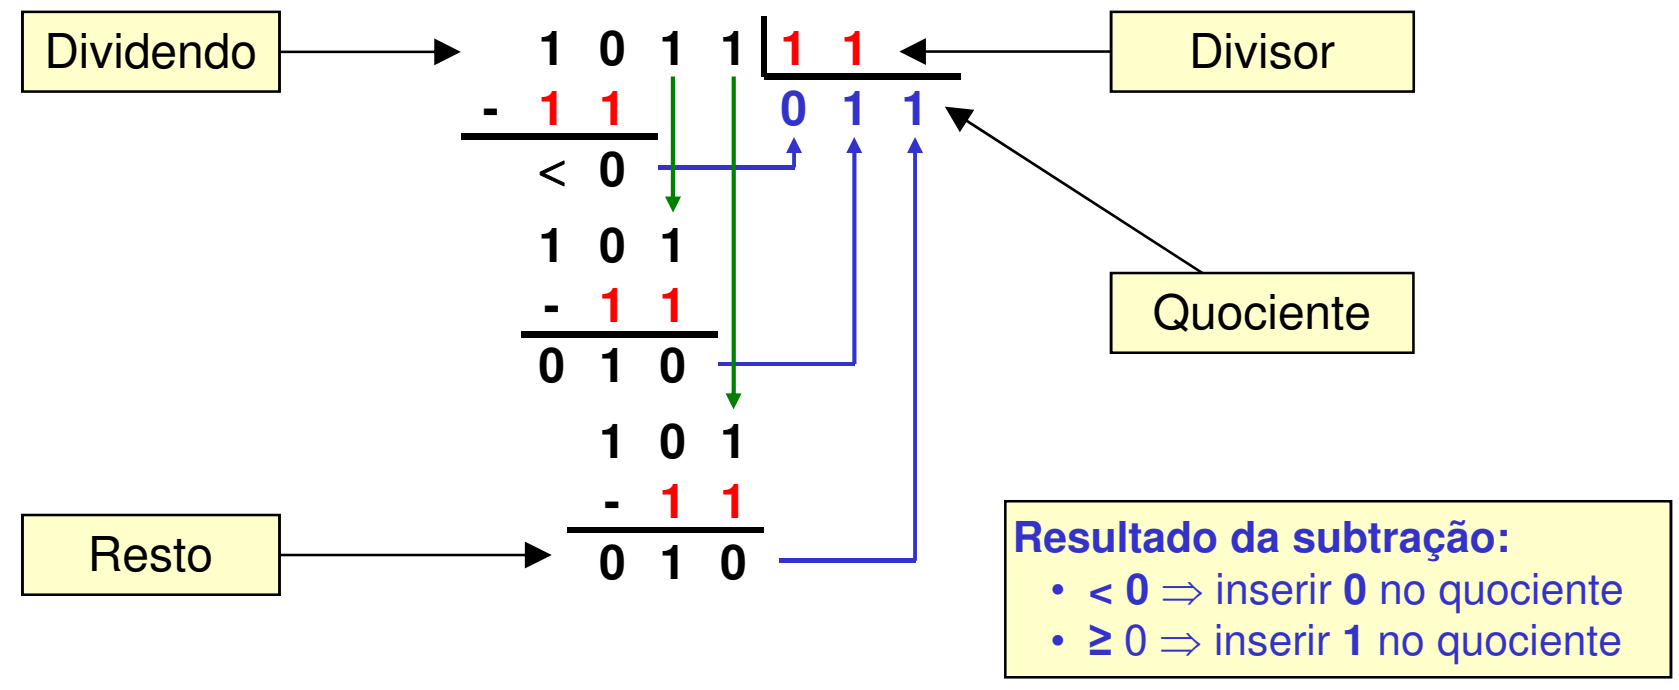 Dividendo 1 0 1 1 1 1 Divisor
- 1 1 0 1 1
< 0
1 0 1
- 1 1 Quociente
0 1 0
1 0 1
- 1 1
Resto 0 1 0
Resultado da subtração:
• < 0 ⇒ inserir 0 no quociente
• ≥ 0 ⇒ inserir 1 no quociente